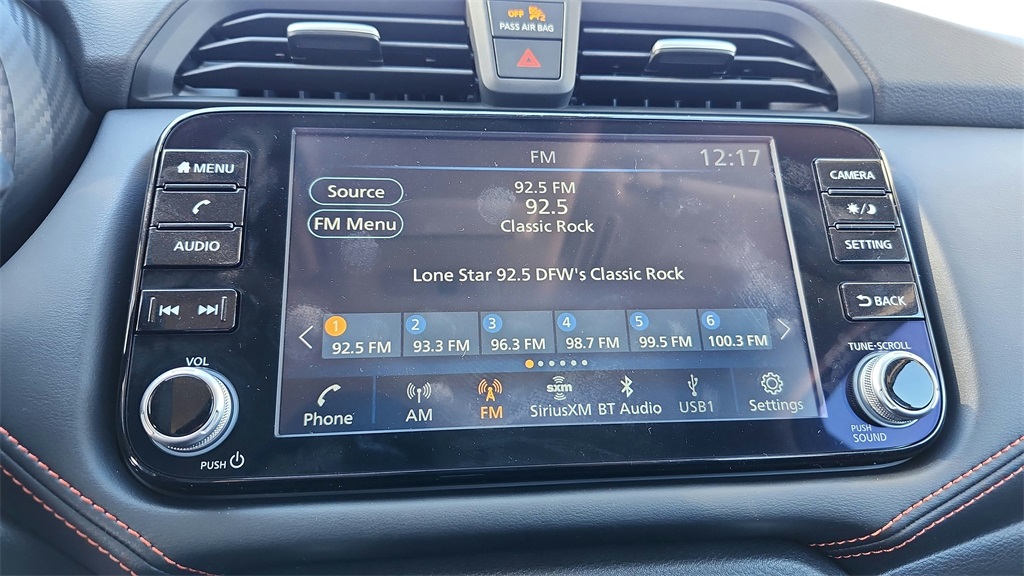 OFF
PASS AIR BAG
MENU
AUDIO
VOL
PUSH
FM
12:17
Source
FM Menu
92.5 FM
92.5
Classic Rock
Lone Star 92.5 DFW's Classic Rock
1 2 3 4 5 6
92.5 FM 93.3 FM 96.3 FM 98.7 FM 99.5 FM 100.3 FM
Phone AM FM SiriusXM BT Audio USB1 Settings
sxm
CAMERA
SETTING
BACK
TUNE·SCROLL
PUSH
SOUND